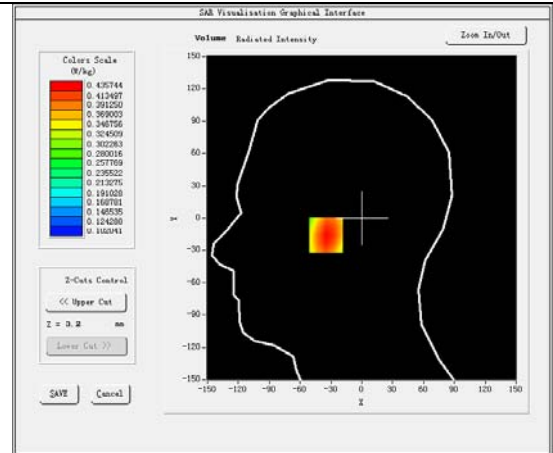 SAR Visualisation Graphical Interface
Volume Radiated Intensity
Zoom In/Out
Colors Scale
(W/kg)
0.435744
0.413497
0.391250
0.369003
0.346756
0.324509
0.302263
0.280016
0.257769
0.235522
0.213275
0.191028
0.168781
0.146535
0.124288
0.102041
150
120
90
60
30
0
-30
-60
-90
-120
-150
Y
-150 -120 -90 -60 -30 0 30 60 90 120 150
X
Z-Cuts Control
<< Upper Cut
Z = 3.2 mm
Lower Cut >>
SAVE Cancel